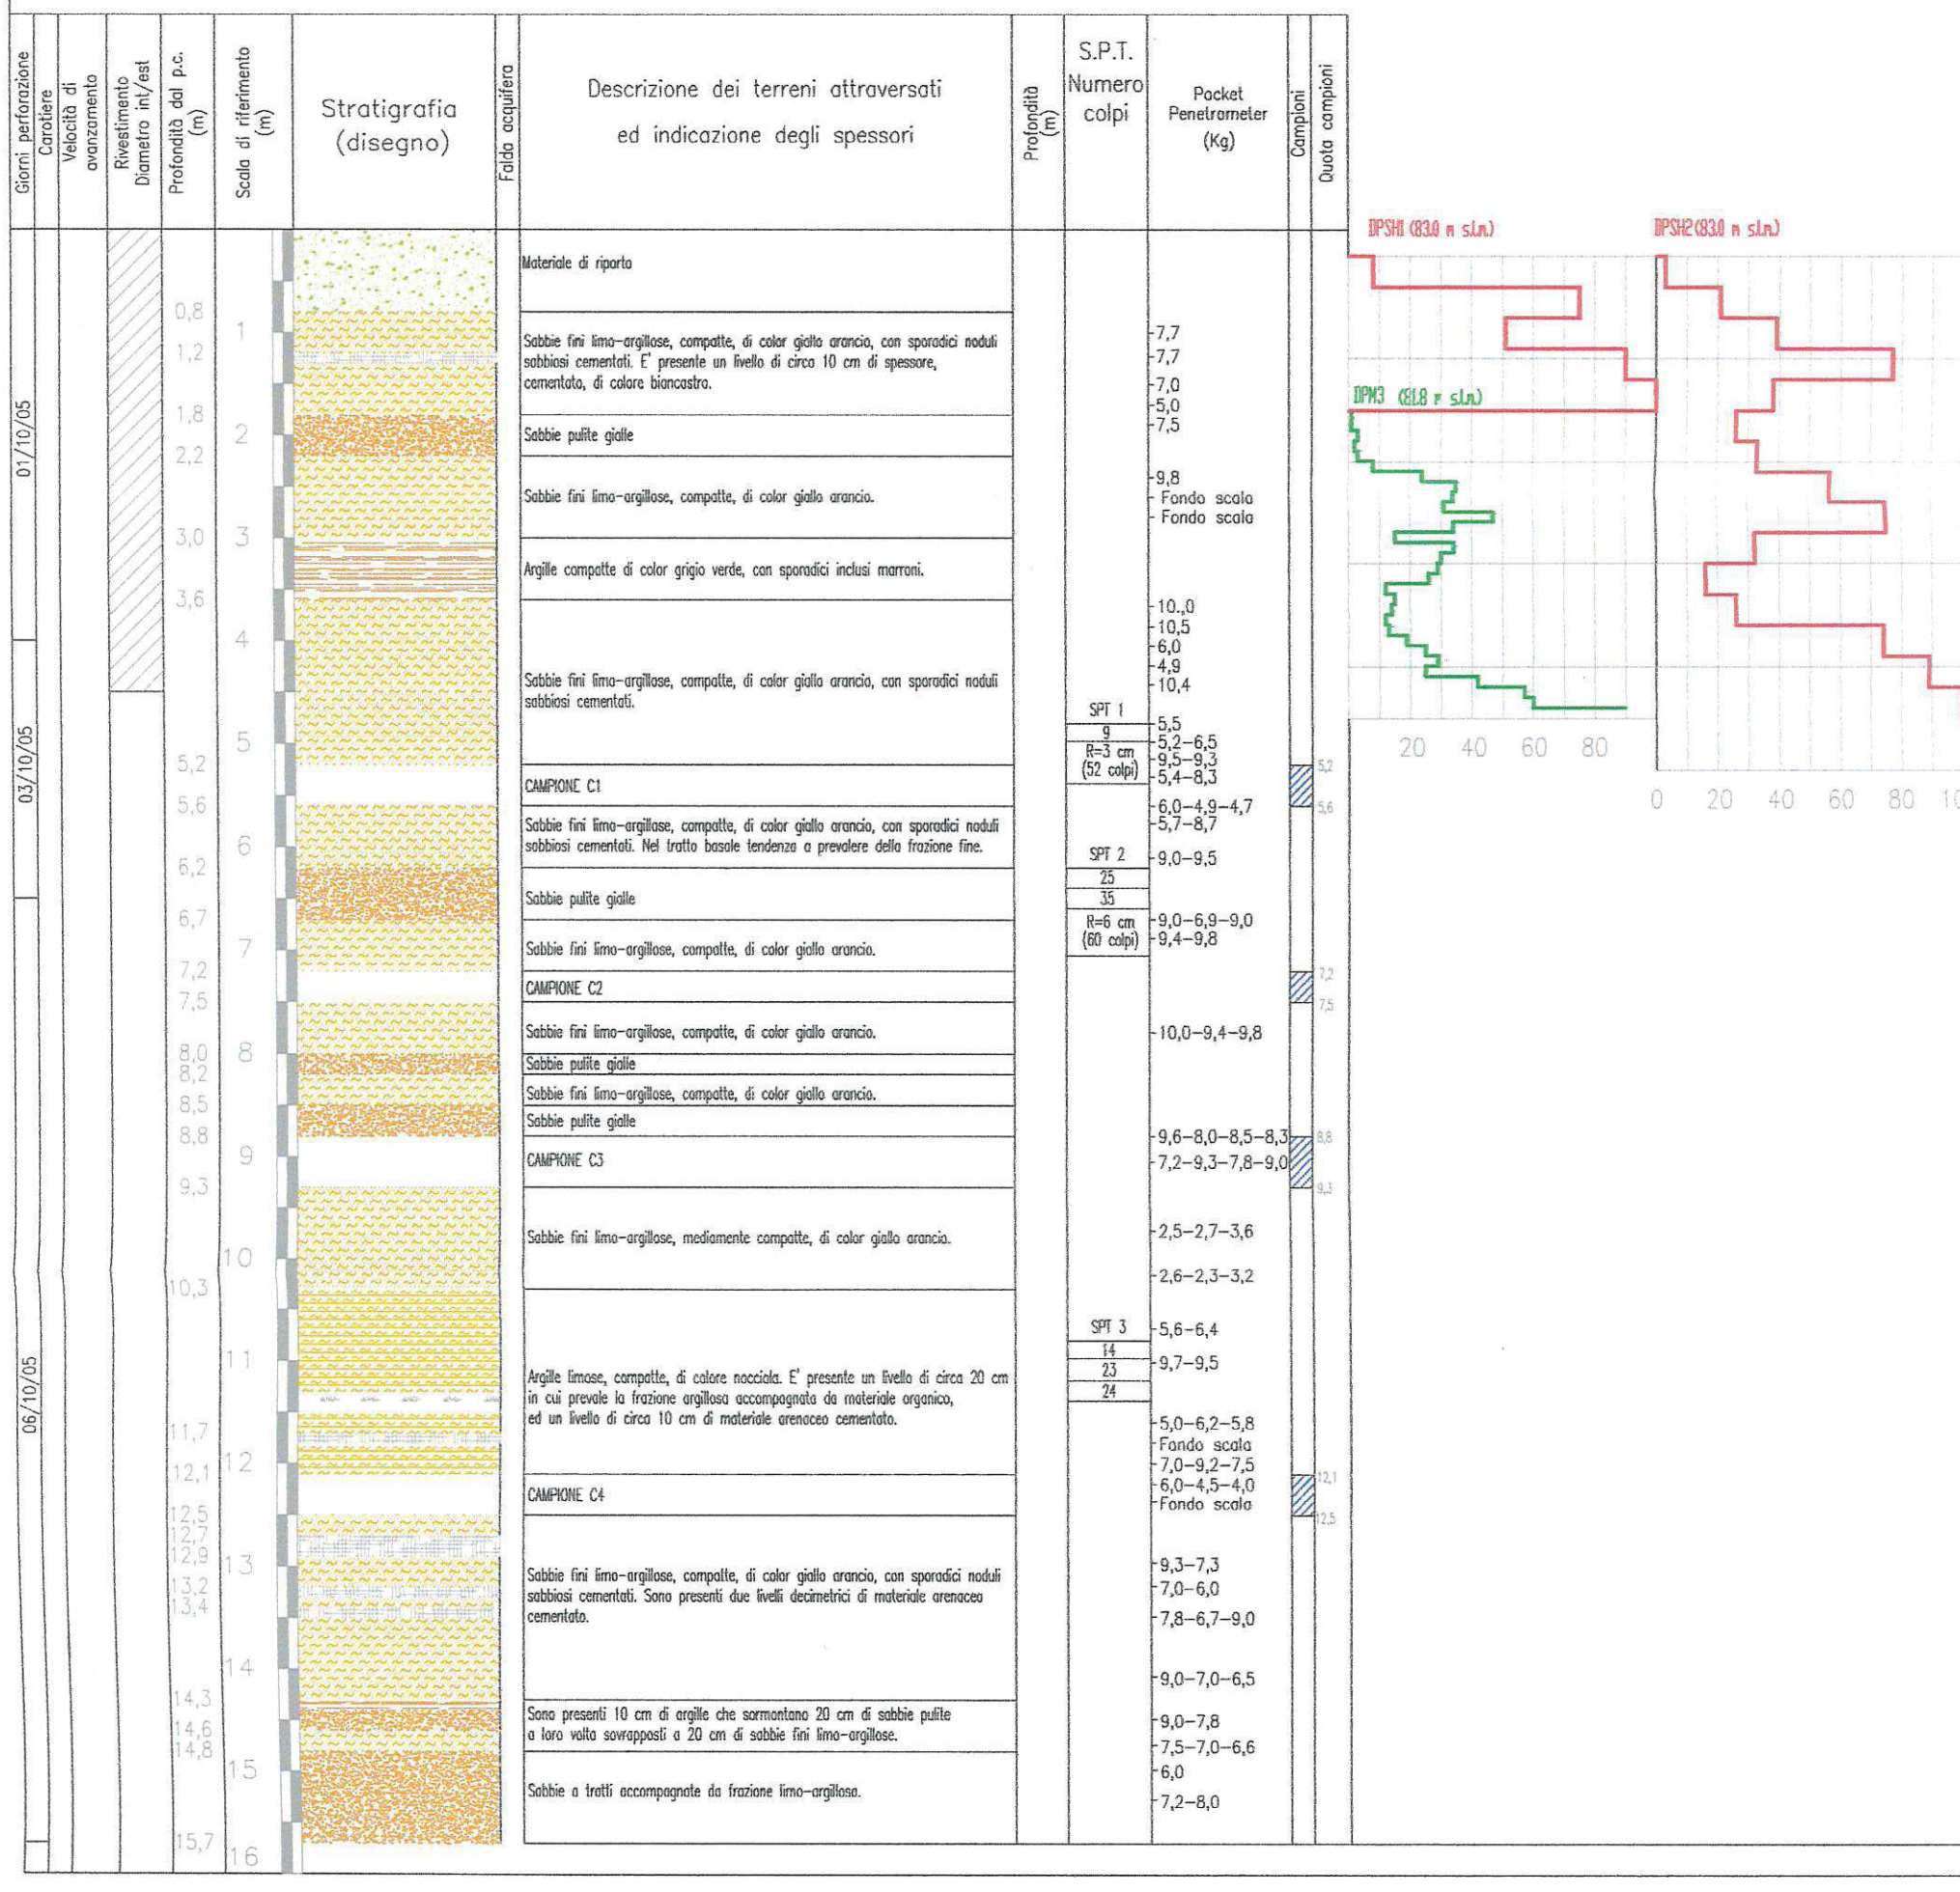 Giorni perforazione
Carotiere
Velocità di
avanzamento
Rivestimento
Diametro int/est
Profondità dal p.c.
(m)
Scala di riferimento
(m)
Stratigrafia
(disegno)
Falda acquifera
Descrizione dei terreni attraversati
ed indicazione degli spessori
Profondità
(m)
S.P.T.
Numero
colpi
Pocket
Penetrometer
(Kg)
Campioni
Quota campioni
01/10/05
03/10/05
06/10/05
0,8
1,2
1,8
2,2
3,0
3,6
5,2
5,6
6,2
6,7
7,2
7,5
8,0
8,2
8,5
8,8
9,3
10,3
11,7
12,1
12,5
12,7
12,9
13,2
13,4
14,3
14,6
14,8
15,7
1
2
3
4
5
6
7
8
9
10
11
12
13
14
15
16
Materiale di riporto
Sabbie fini limo-argillose, compatte, di color giallo arancio, con sporadici noduli
sabbiosi cementati. E' presente un livello di circa 10 cm di spessore,
cementato, di colore biancastro.
Sabbie pulite gialle
Sabbie fini limo-argillose, compatte, di color giallo arancio.
Argille compatte di color grigio verde, con sporadici inclusi marroni.
Sabbie fini limo-argillose, compatte, di color giallo arancio, con sporadici noduli
sabbiosi cementati.
CAMPIONE C1
Sabbie fini limo-argillose, compatte, di color giallo arancio, con sporadici noduli
sabbiosi cementati. Nel tratto basale tendenza a prevalere della frazione fine.
Sabbie pulite gialle
Sabbie fini limo-argillose, compatte, di color giallo arancio.
CAMPIONE C2
Sabbie fini limo-argillose, compatte, di color giallo arancio.
Sabbie pulite gialle
Sabbie fini limo-argillose, compatte, di color giallo arancio.
Sabbie pulite gialle
CAMPIONE C3
Sabbie fini limo-argillose, mediamente compatte, di color giallo arancio.
Argille limose, compatte, di colore nocciola. E' presente un livello di circa 20 cm
in cui prevale la frazione argillosa accompagnata da materiale organico,
ed un livello di circa 10 cm di materiale arenaceo cementato.
CAMPIONE C4
Sabbie fini limo-argillose, compatte, di color giallo arancio, con sporadici noduli
sabbiosi cementati. Sono presenti due livelli decimetrici di materiale arenaceo
cementato.
Sono presenti 10 cm di argille che sormontano 20 cm di sabbie pulite
a loro volta sovrapposti a 20 cm di sabbie fini limo-argillose.
Sabbie a tratti accompagnate da frazione limo-argillosa.
SPT 1
9
R=3 cm
(52 colpi)
SPT 2
25
35
R=6 cm
(60 colpi)
SPT 3
14
23
24
7,7
7,7
7,0
5,0
7,5
9,8
Fondo scala
Fondo scala
10.,0
10,5
6,0
4,9
10,4
5,5
5,2-6,5
9,5-9,3
5,4-8,3
6,0-4,9-4,7
5,7-8,7
9,0-9,5
9,0-6,9-9,0
9,4-9,8
10,0-9,4-9,8
9,6-8,0-8,5-8,3
7,2-9,3-7,8-9,0
2,5-2,7-3,6
2,6-2,3-3,2
5,6-6,4
9,7-9,5
5,0-6,2-5,8
Fondo scala
7,0-9,2-7,5
6,0-4,5-4,0
Fondo scala
9,3-7,3
7,0-6,0
7,8-6,7-9,0
9,0-7,0-6,5
9,0-7,8
7,5-7,0-6,6
6,0
7,2-8,0
5,2
5,6
7,2
7,5
8,8
9,3
12,1
12,5
DPSH1 (83.0 m s.l.m.)
DPM3 (81.8 m s.l.m.)
20 40 60 80
DPSH2 (83.0 m s.l.m.)
0 20 40 60 80